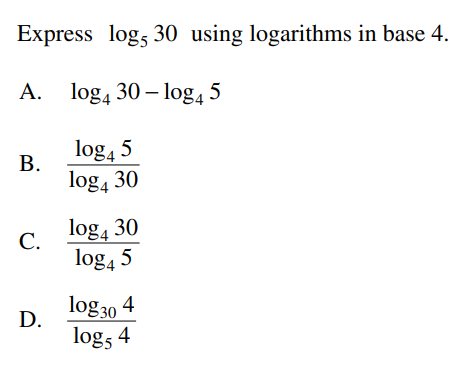 Express log₅ 30 using logarithms in base 4.
A. log₄ 30 – log₄ 5
B. log₄ 5
log₄ 30
C. log₄ 30
log₄ 5
D. log₃₀ 4
log₅ 4